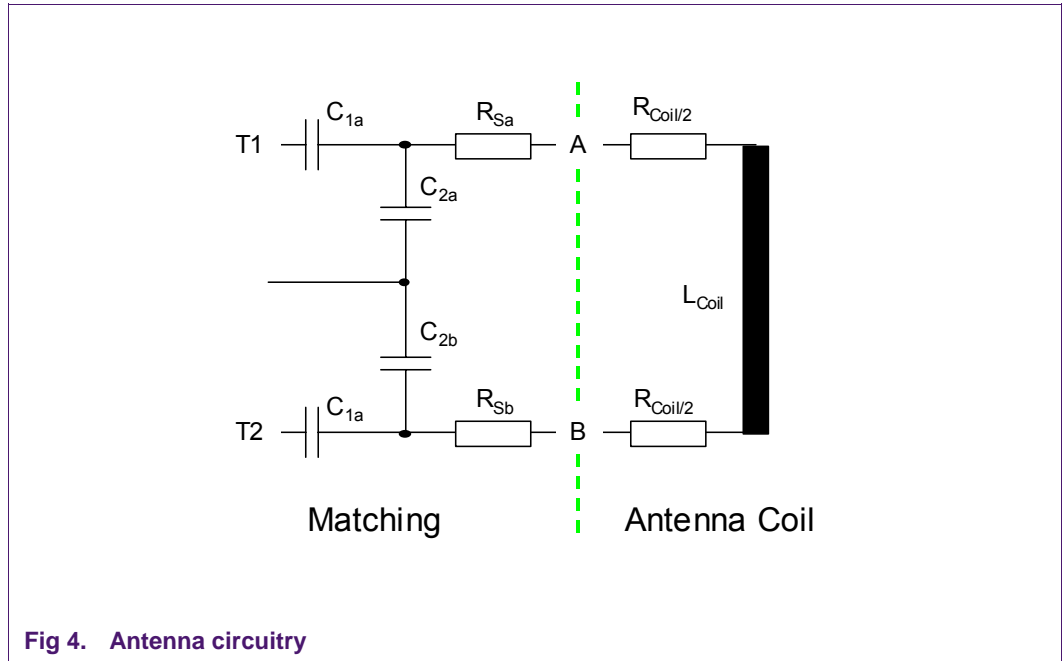 C1a
RSa
RCoil/2
T1
A
C2a
LCoil
C2b
C1a
RSb
RCoil/2
T2
B
Matching
Antenna Coil
Fig 4. Antenna circuitry